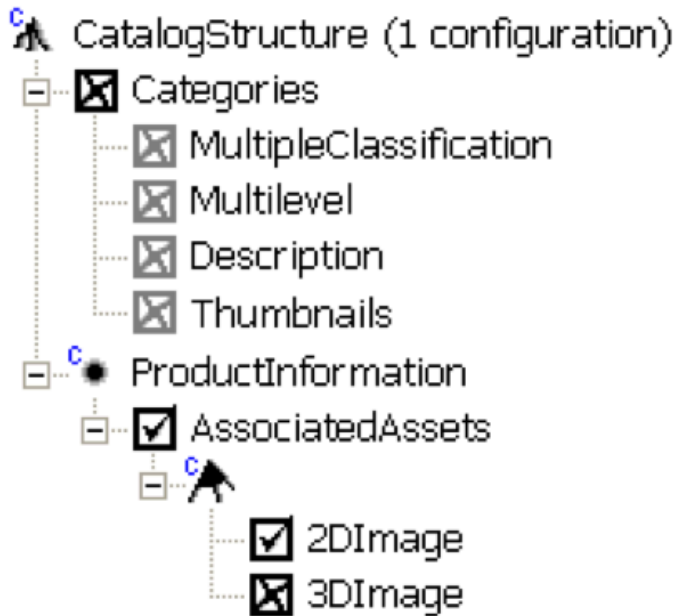 C CatalogStructure (1 configuration)
Categories
MultipleClassification
Multilevel
Description
Thumbnails
C ProductInformation
AssociatedAssets
C
2DImage
3DImage